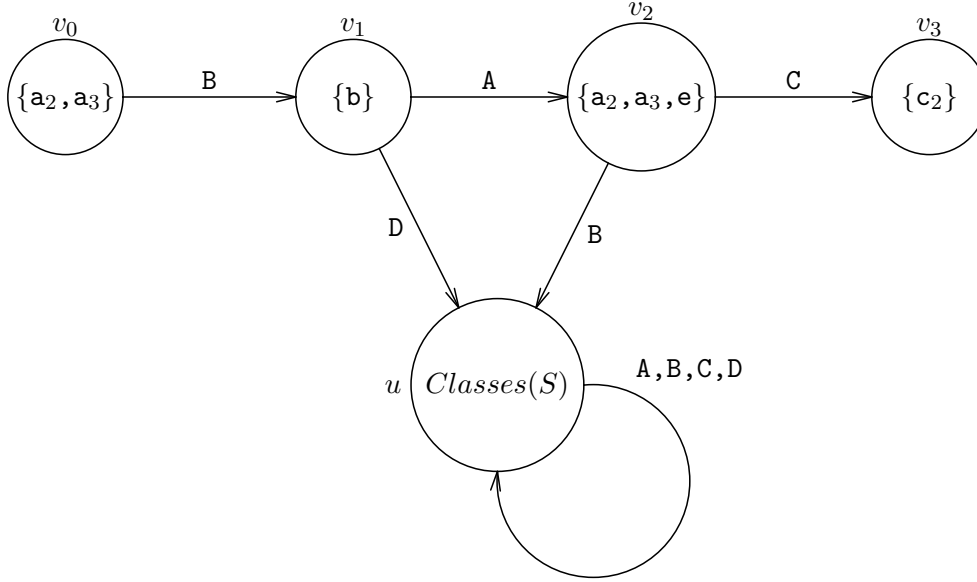 v₀ v₁ v₂ v₃
{a₂,a₃} B {b} A {a₂,a₃,e} C {c₂}
D B
u Classes(S) A,B,C,D